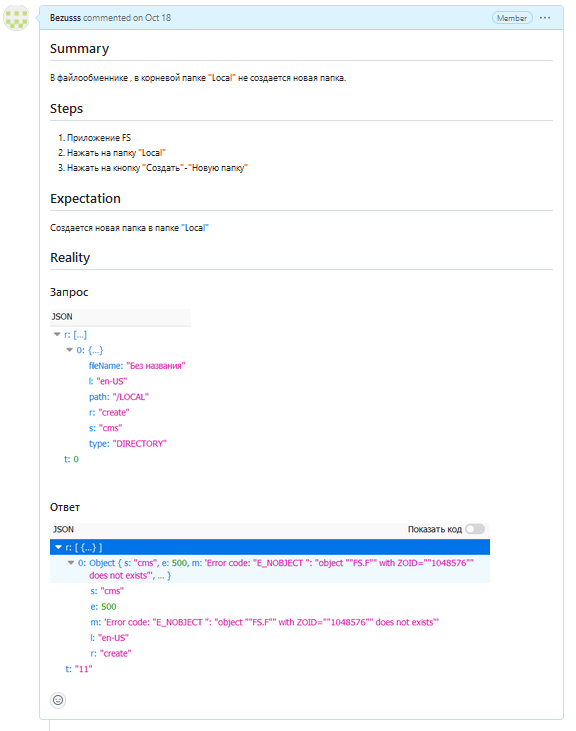 Bezusss commented on Oct 18
Member
Summary
В файлообменнике , в корневой папке "Local" не создается новая папка.
Steps
1. Приложение FS
2. Нажать на папку "Local"
3. Нажать на кнопку "Создать"-"Новую папку"
Expectation
Создается новая папка в папке "Local"
Reality
Запрос
JSON
r: [...]
0: {...}
fileName: "Без названия"
l: "en-US"
path: "/LOCAL"
r: "create"
s: "cms"
type: "DIRECTORY"
t: 0
Ответ
JSON Показать код
r: [ {...} ]
0: Object { s: "cms", e: 500, m: 'Error code: "E_NOBJECT ": "object ""FS.F"" with ZOID=""1048576""
does not exists"', ... }
s: "cms"
e: 500
m: 'Error code: "E_NOBJECT ": "object ""FS.F"" with ZOID=""1048576"" does not exists"'
l: "en-US"
r: "create"
t: "11"